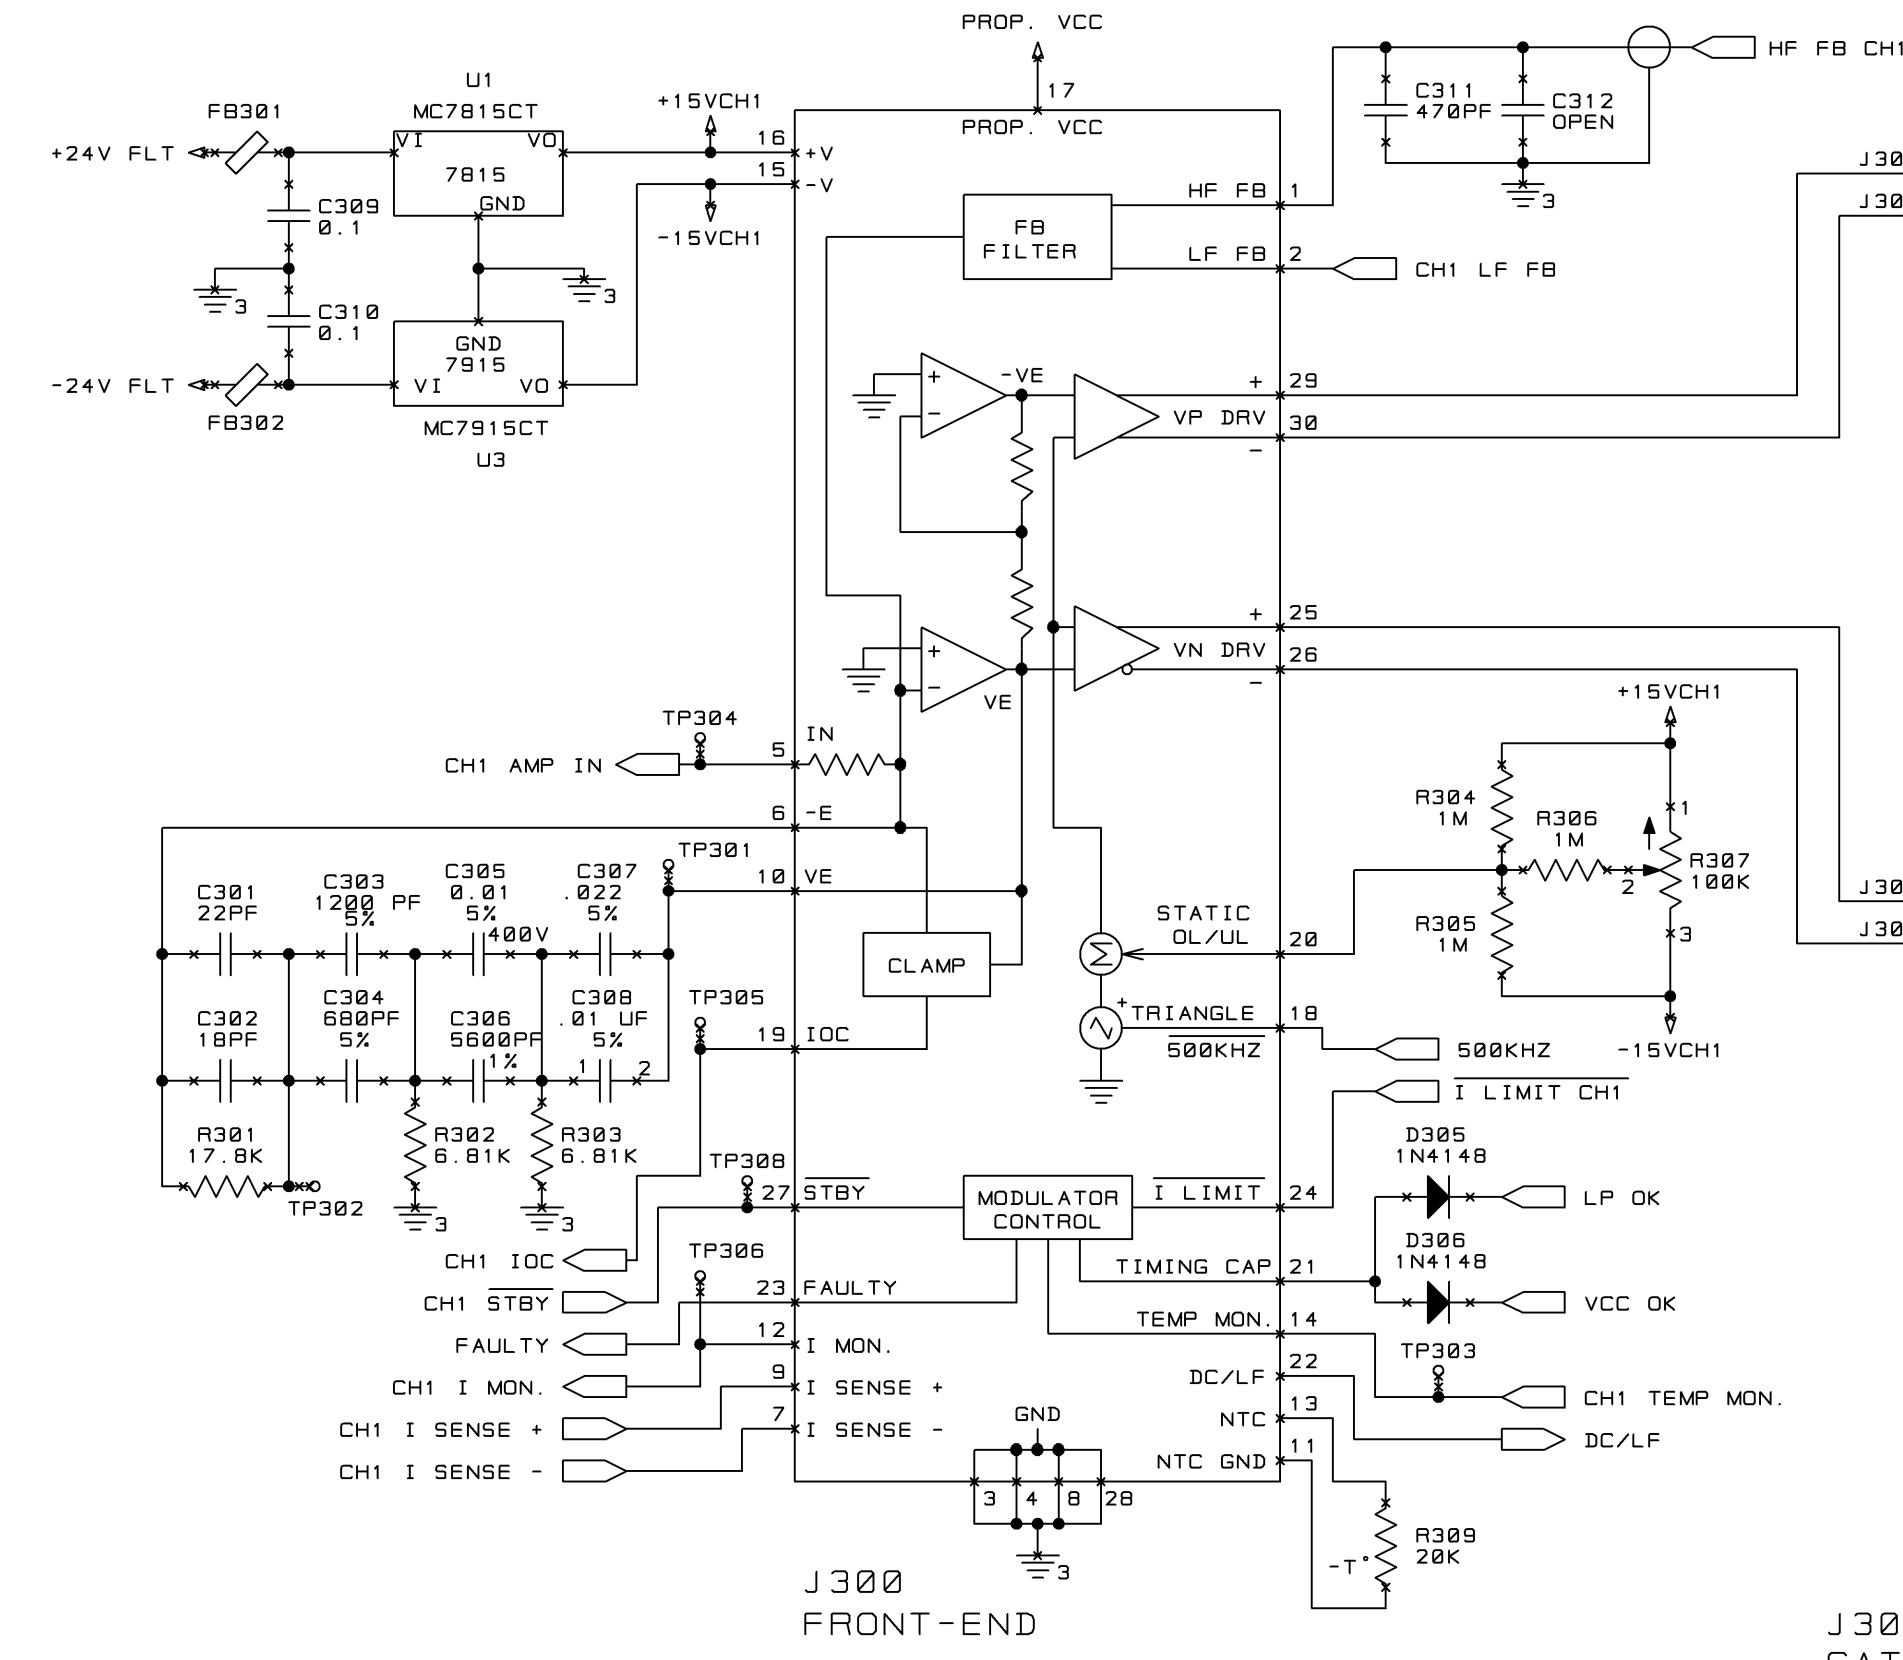 PROP. VCC
17
PROP. VCC
HF FB CH1
C311
470PF
C312
OPEN
3
U1
MC7815CT
FB301
+24V FLT
VI
VO
7815
GND
+15VCH1
16
+V
15
-V
-15VCH1
C309
0.1
3
3
C310
0.1
GND
7915
VI
VO
-24V FLT
FB302
MC7915CT
U3
FB
FILTER
HF FB
1
LF FB
2
CH1 LF FB
J30
J30
+
-
-VE
+
29
VP DRV
30
-
+
-
VE
+
25
VN DRV
26
-
TP304
IN
5
CH1 AMP IN
6
-E
TP301
10
VE
C301
22PF
C303
1200 PF
5%
C305
0.01
5%
400V
C307
.022
5%
C302
18PF
C304
680PF
5%
C306
5600PF
1%
C308
.01 UF
5%
1
2
R301
17.8K
TP302
R302
6.81K
3
R303
6.81K
3
CLAMP
TP305
19
IOC
STATIC
OL/UL
20
Σ
+
TRIANGLE
18
500KHZ
500KHZ
+15VCH1
R304
1M
R306
1M
1
R307
100K
2
R305
1M
3
-15VCH1
J30
J30
I LIMIT CH1
TP308
27
STBY
MODULATOR
CONTROL
I LIMIT
24
D305
1N4148
LP OK
D306
1N4148
VCC OK
TIMING CAP
21
CH1 IOC
TP306
CH1 STBY
23
FAULTY
FAULTY
12
I MON.
CH1 I MON.
9
I SENSE +
CH1 I SENSE +
7
I SENSE -
CH1 I SENSE -
TEMP MON.
14
TP303
CH1 TEMP MON.
DC/LF
22
DC/LF
NTC
13
NTC GND
11
GND
3
4
8
28
3
R309
20K
-T°
J300
FRONT-END
J30